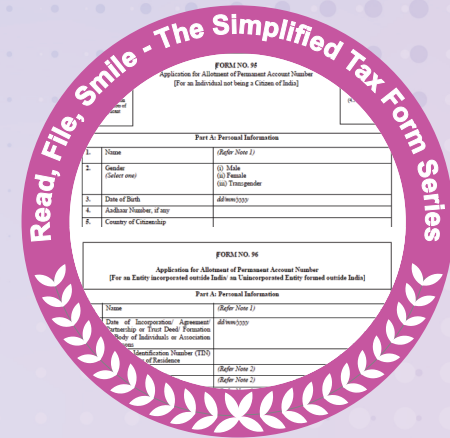 Read, File, Smile - The Simplified Tax Form Series
FORM NO. 95
Application for Allotment of Permanent Account Number
[For an Individual not being a Citizen of India]
Part A: Personal Information
1. Name (Refer Note 1)
2. Gender (i) Male
(Select one) (ii) Female
(iii) Transgender
3. Date of Birth dd/mm/yyyy
4. Aadhaar Number, if any
5. Country of Citizenship
FORM NO. 96
Application for Allotment of Permanent Account Number
[For an Entity incorporated outside India/ an Unincorporated Entity formed outside India]
Part A: Personal Information
Name (Refer Note 1)
Date of Incorporation/ Agreement/ dd/mm/yyyy
Partnership or Trust Deed/ Formation
Body of Individuals or Association
Identification Number (TIN)
of Residence
(Refer Note 2)
(Refer Note 2)